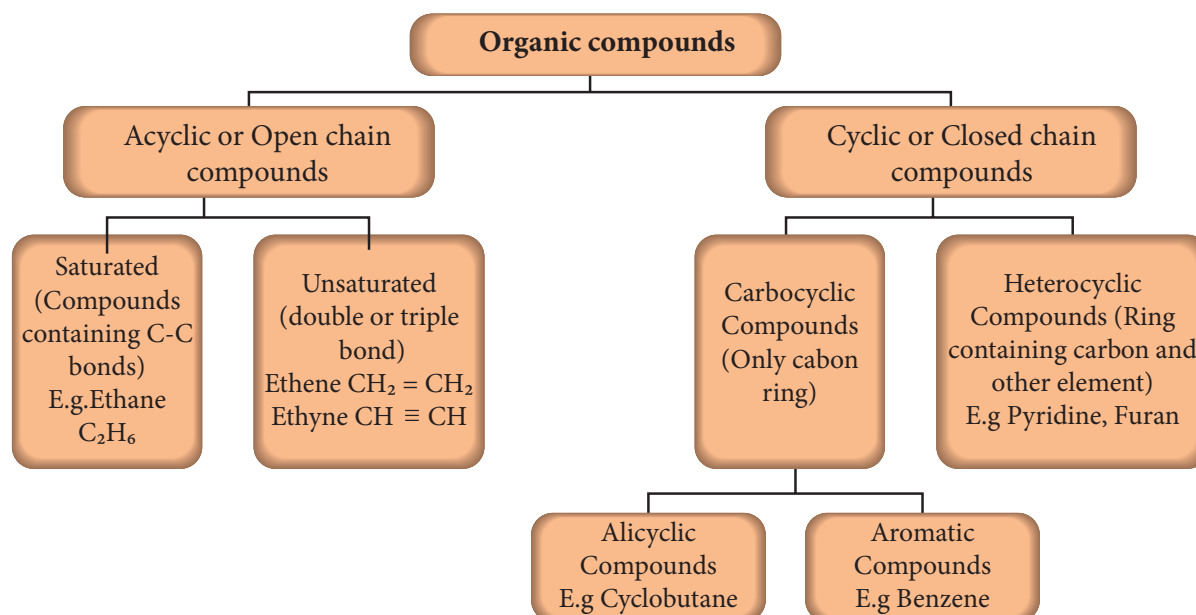 Organic compounds
Acyclic or Open chain
compounds
Cyclic or Closed chain
compounds
Saturated
(Compounds
containing C-C
bonds)
E.g.Ethane
C₂H₆
Unsaturated
(double or triple
bond)
Ethene CH₂ = CH₂
Ethyne CH ≡ CH
Carbocyclic
Compounds
(Only cabon
ring)
Heterocyclic
Compounds (Ring
containing carbon and
other element)
E.g Pyridine, Furan
Alicyclic
Compounds
E.g Cyclobutane
Aromatic
Compounds
E.g Benzene